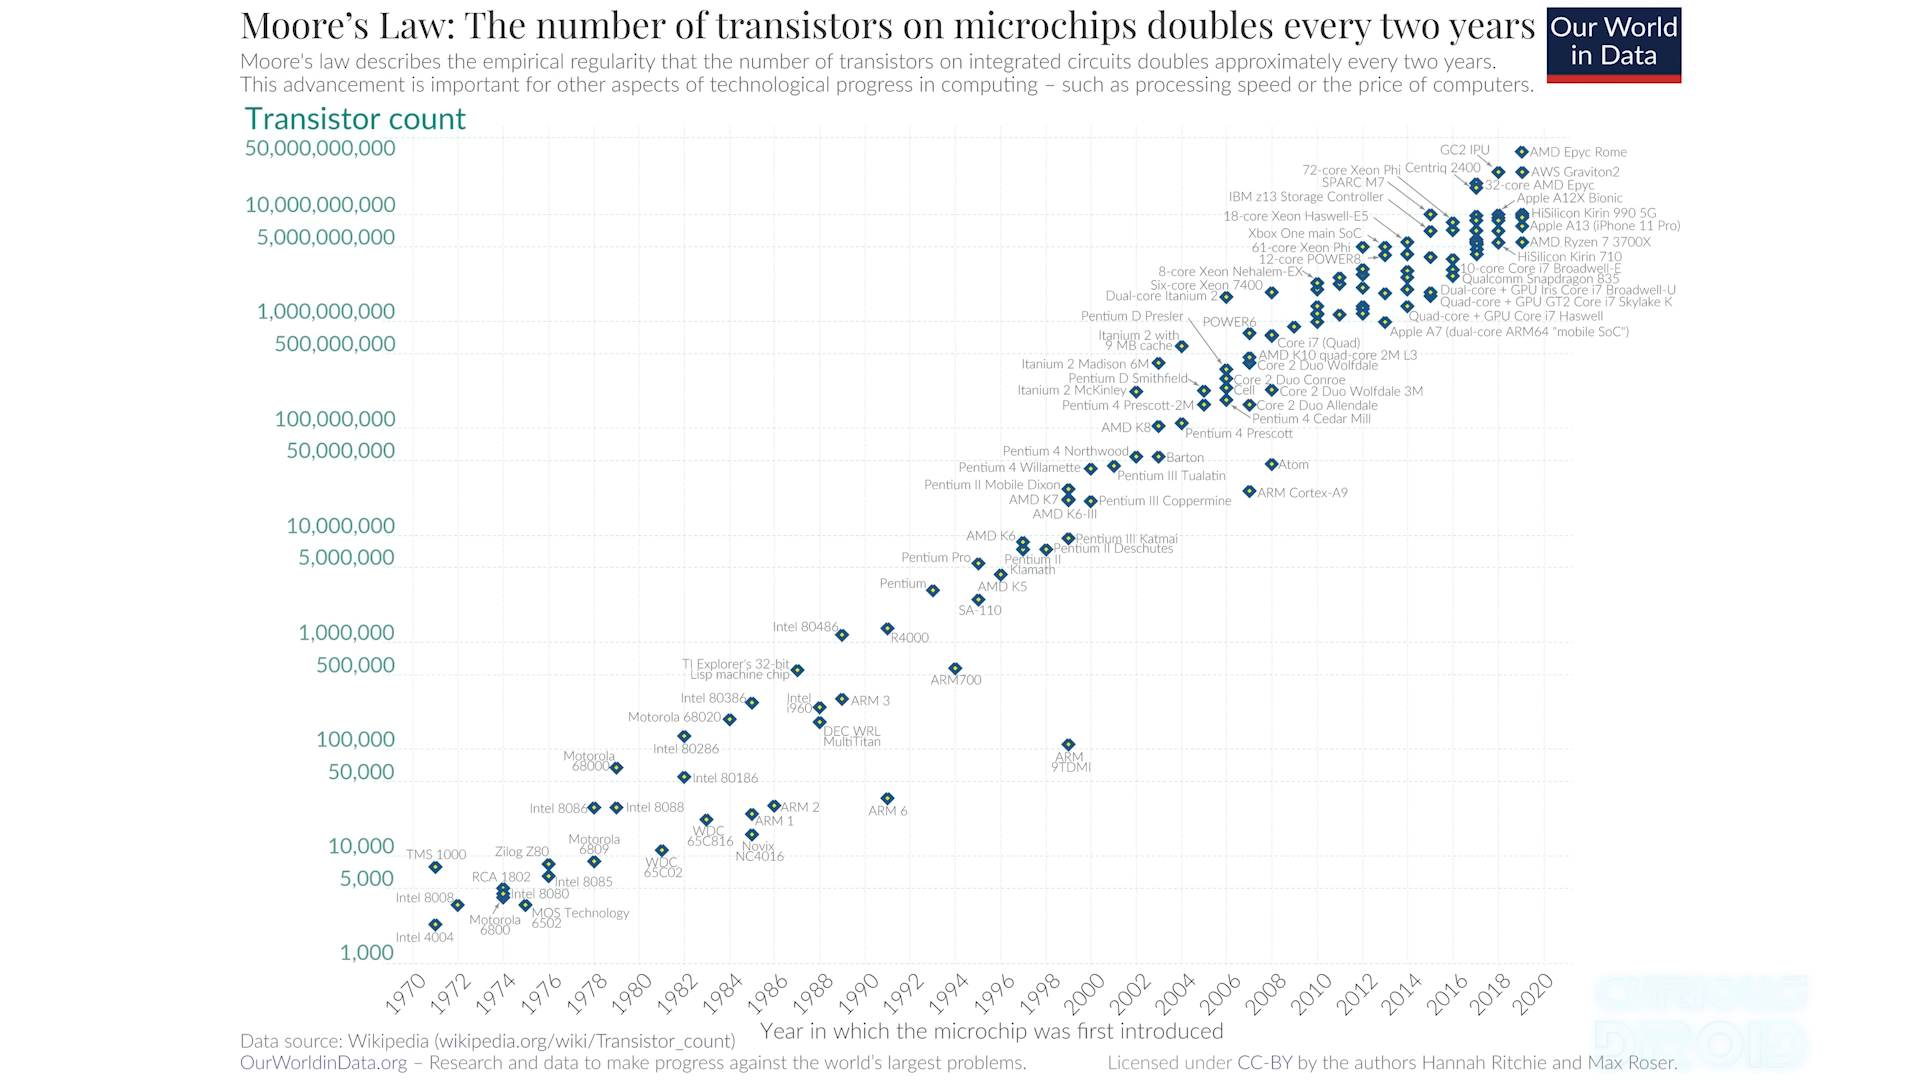 Moore's Law: The number of transistors on microchips doubles every two years
Our World
in Data
Moore's law describes the empirical regularity that the number of transistors on integrated circuits doubles approximately every two years.
This advancement is important for other aspects of technological progress in computing – such as processing speed or the price of computers.
Transistor count
50,000,000,000
10,000,000,000
5,000,000,000
1,000,000,000
500,000,000
100,000,000
50,000,000
10,000,000
5,000,000
1,000,000
500,000
100,000
50,000
10,000
5,000
1,000
GC2 IPU
AMD Epyc Rome
72-core Xeon Phi
Centriq 2400
AWS Graviton2
SPARC M7
32-core AMD Epyc
IBM z13 Storage Controller
Apple A12X Bionic
18-core Xeon Haswell-E5
HiSilicon Kirin 990 5G
Xbox One main SoC
Apple A13 (iPhone 11 Pro)
61-core Xeon Phi
AMD Ryzen 7 3700X
12-core POWER8
HiSilicon Kirin 710
8-core Xeon Nehalem-EX
10-core Core i7 Broadwell-E
Six-core Xeon 7400
Qualcomm Snapdragon 835
Dual-core Itanium 2
Dual-core + GPU Iris Core i7 Broadwell-U
Quad-core + GPU GT2 Core i7 Skylake K
Pentium D Presler
POWER6
Quad-core + GPU Core i7 Haswell
Apple A7 (dual-core ARM64 "mobile SoC")
Itanium 2 with
9 MB cache
Core i7 (Quad)
AMD K10 quad-core 2M L3
Itanium 2 Madison 6M
Core 2 Duo Wolfdale
Pentium D Smithfield
Core 2 Duo Conroe
Itanium 2 McKinley
Cell
Core 2 Duo Wolfdale 3M
Pentium 4 Prescott-2M
Core 2 Duo Allendale
Pentium 4 Cedar Mill
AMD K8
Pentium 4 Prescott
Pentium 4 Northwood
Barton
Pentium 4 Willamette
Pentium III Tualatin
Atom
Pentium II Mobile Dixon
ARM Cortex-A9
AMD K7
Pentium III Coppermine
AMD K6-III
AMD K6
Pentium III Katmai
Pentium II Deschutes
Pentium Pro
Pentium II
Klamath
Pentium
AMD K5
SA-110
Intel 80486
R4000
TI Explorer's 32-bit
Lisp machine chip
ARM700
Intel 80386
Intel
i960
ARM 3
Motorola 68020
DEC WRL
MultiTitan
Intel 80286
Motorola
68000
ARM
9TDMI
Intel 80186
Intel 8086
Intel 8088
ARM 2
ARM 1
ARM 6
WDC
65C816
Novix
NC4016
Motorola
6809
WDC
65C02
TMS 1000
Zilog Z80
RCA 1802
Intel 8085
Intel 8008
Intel 8080
Motorola
6800
MOS Technology
6502
Intel 4004
1970 1972 1974 1976 1978 1980 1982 1984 1986 1988 1990 1992 1994 1996 1998 2000 2002 2004 2006 2008 2010 2012 2014 2016 2018 2020
Year in which the microchip was first introduced
Data source: Wikipedia (wikipedia.org/wiki/Transistor_count)
OurWorldinData.org – Research and data to make progress against the world's largest problems.
Licensed under CC-BY by the authors Hannah Ritchie and Max Roser.